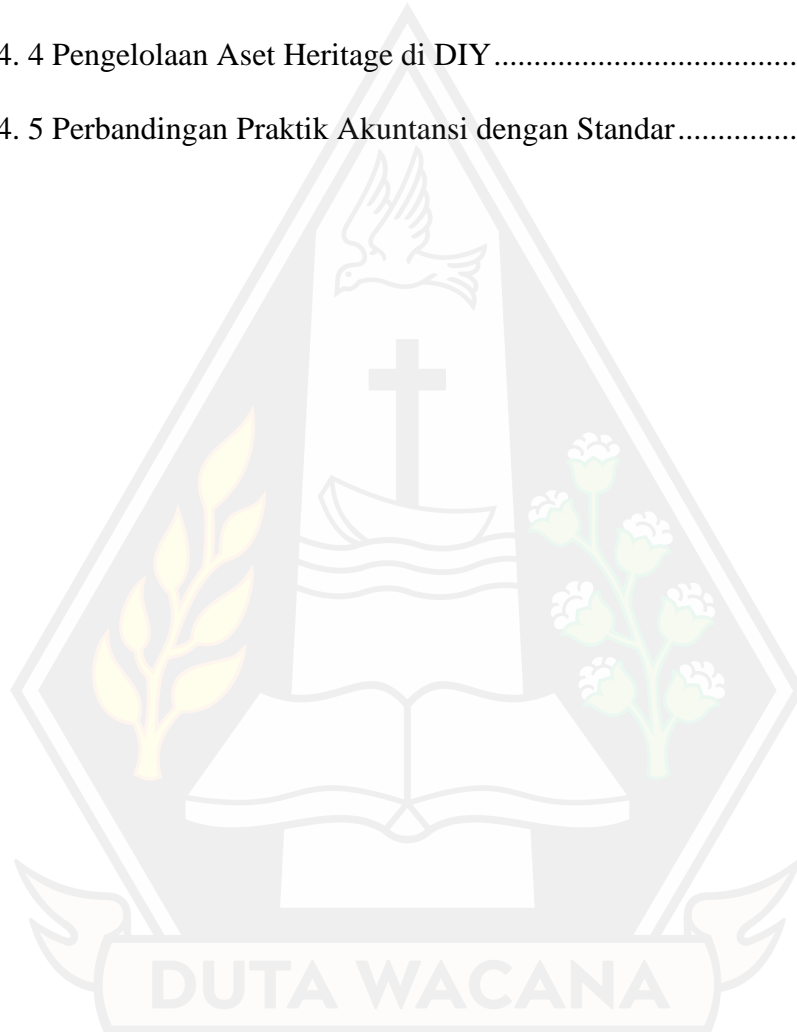 4. 4 Pengelolaan Aset Heritage di DIY......................................
4. 5 Perbandingan Praktik Akuntansi dengan Standar...............
DUTA WACANA